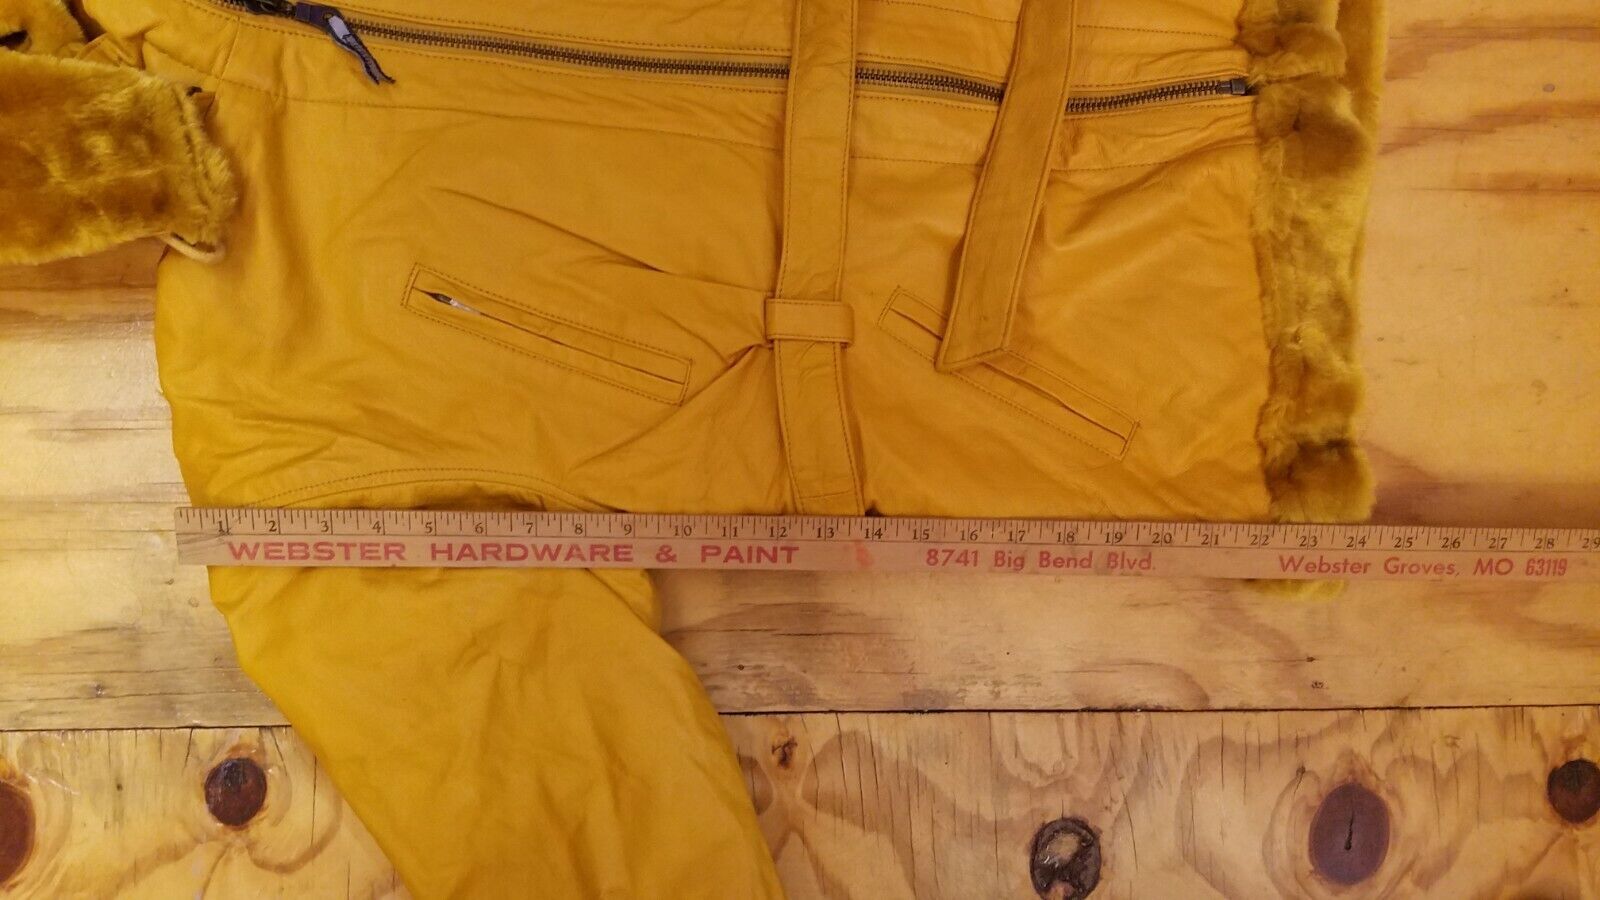 1 2 3 4 5 6 7 8 9 10 11 12 13 14 15 16 17 18 19 20 21 22 23 24 25 26 27 28 29
WEBSTER HARDWARE & PAINT 8741 Big Bend Blvd. Webster Groves, MO 63119